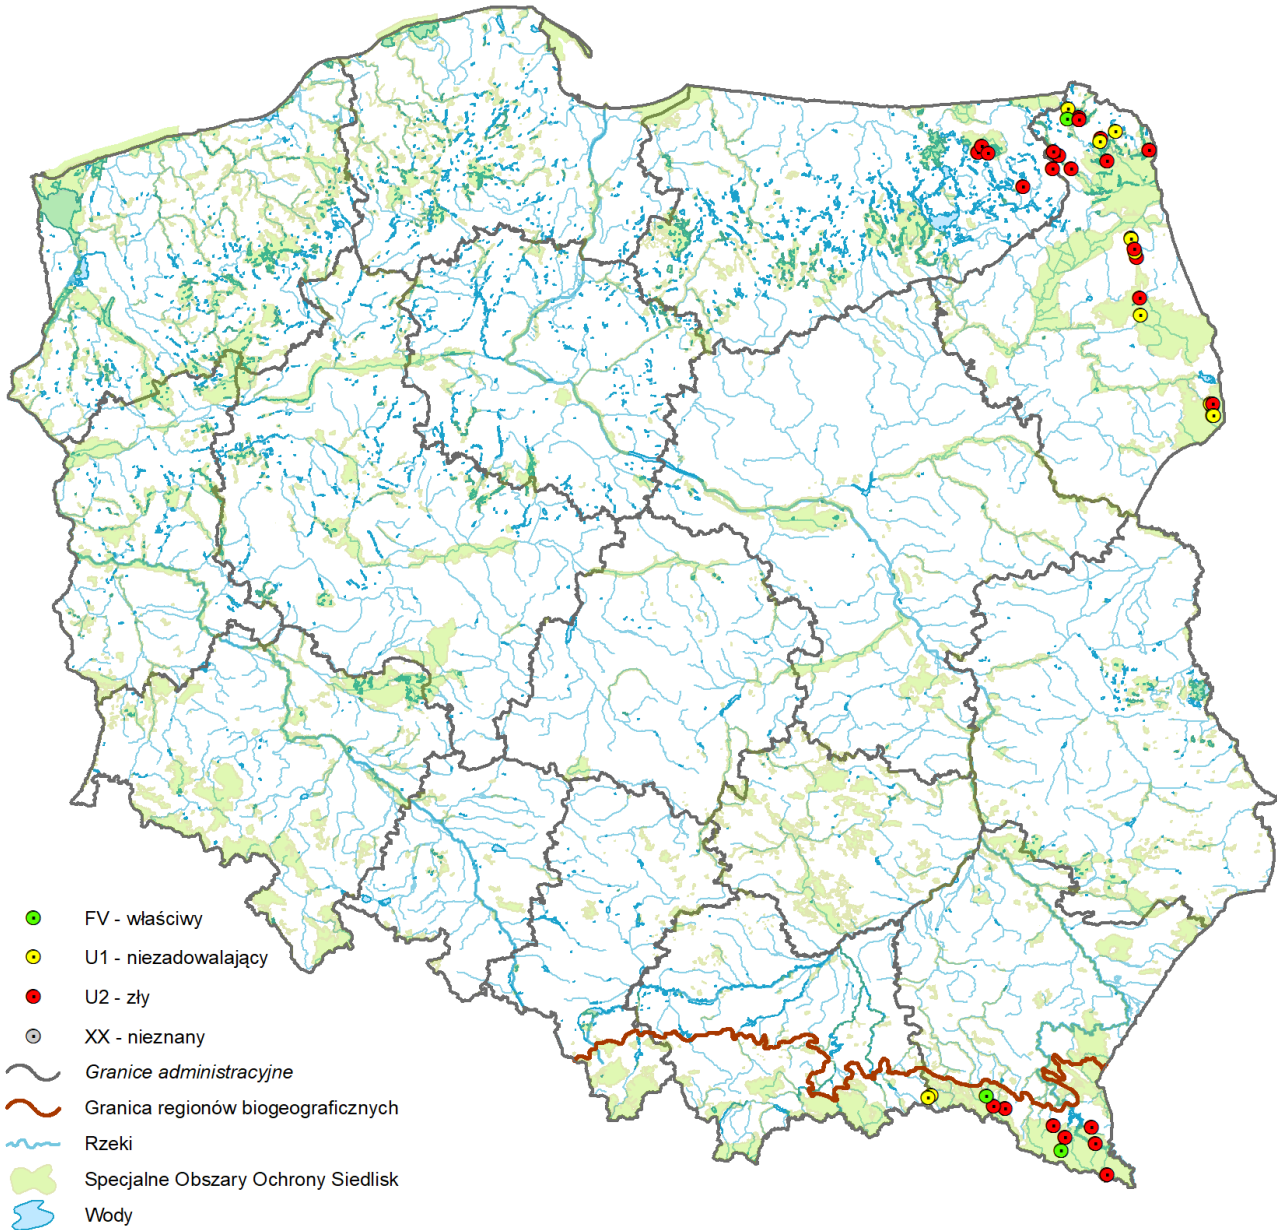 FV - właściwy
U1 - niezadowalający
U2 - zły
XX - nieznany
Granice administracyjne
Granica regionów biogeograficznych
Rzeki
Specjalne Obszary Ochrony Siedlisk
Wody